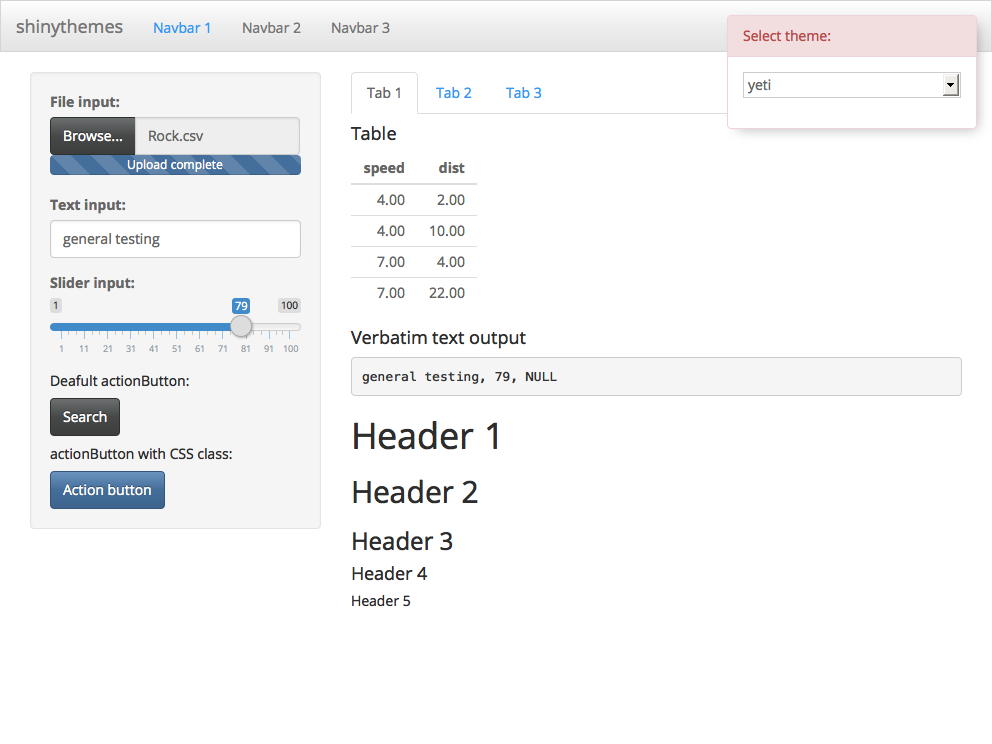 shinythemes Navbar 1 Navbar 2 Navbar 3
Select theme:
yeti
File input:
Browse... Rock.csv
Upload complete
Text input:
general testing
Slider input:
1 79 100
1 11 21 31 41 51 61 71 81 91 100
Deafult actionButton:
Search
actionButton with CSS class:
Action button
Tab 1 Tab 2 Tab 3
Table
speed dist
4.00 2.00
4.00 10.00
7.00 4.00
7.00 22.00
Verbatim text output
general testing, 79, NULL
Header 1
Header 2
Header 3
Header 4
Header 5